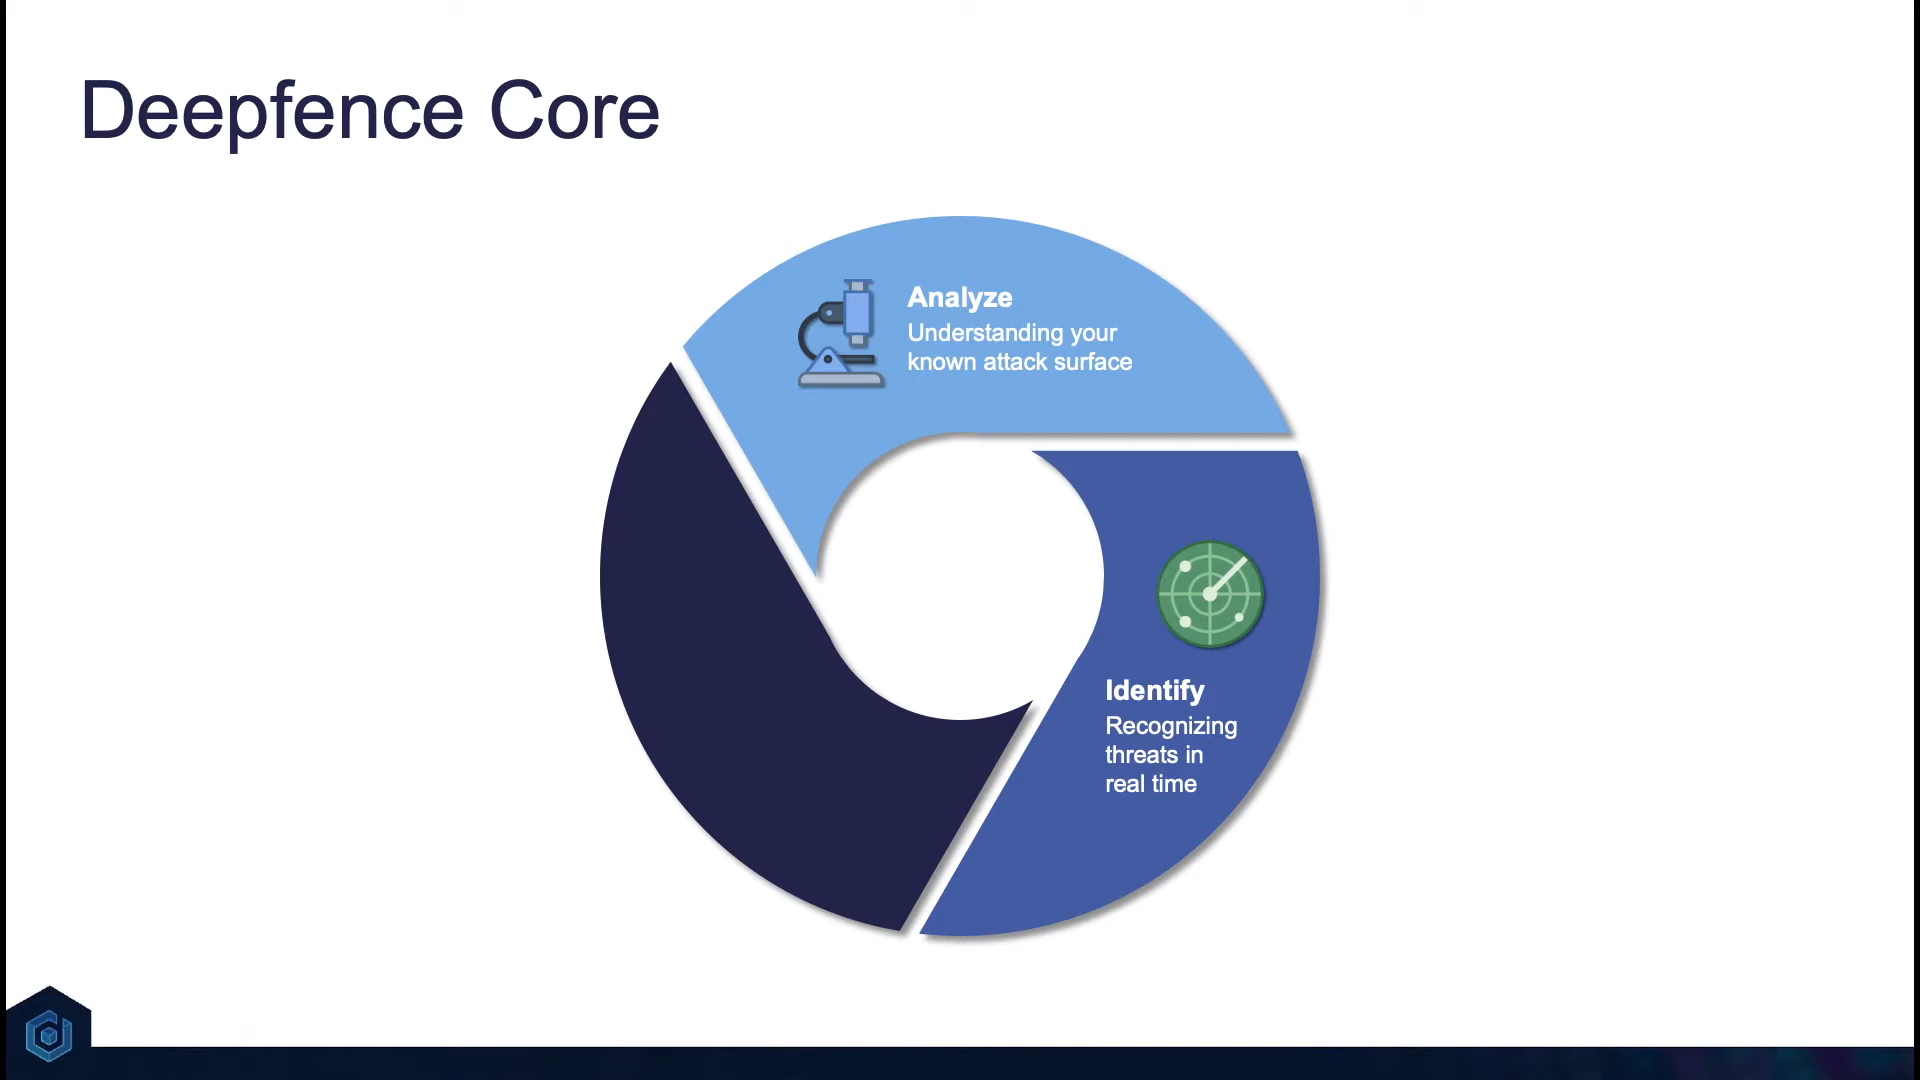 Deepfence Core
Analyze
Understanding your
known attack surface
Identify
Recognizing
threats in
real time